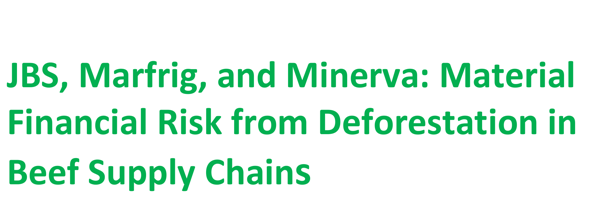 JBS, Marfrig, and Minerva: Material
Financial Risk from Deforestation in
Beef Supply Chains